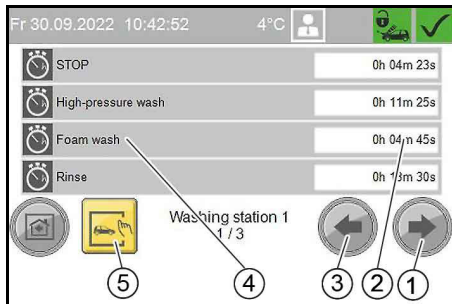 Fr 30.09.2022 10:42:52 4°C
STOP 0h 04m 23s
High-pressure wash 0h 11m 25s
Foam wash 0h 04m 45s
Rinse 0h 13m 30s
Washing station 1
1 / 3
5 4 3 2 1